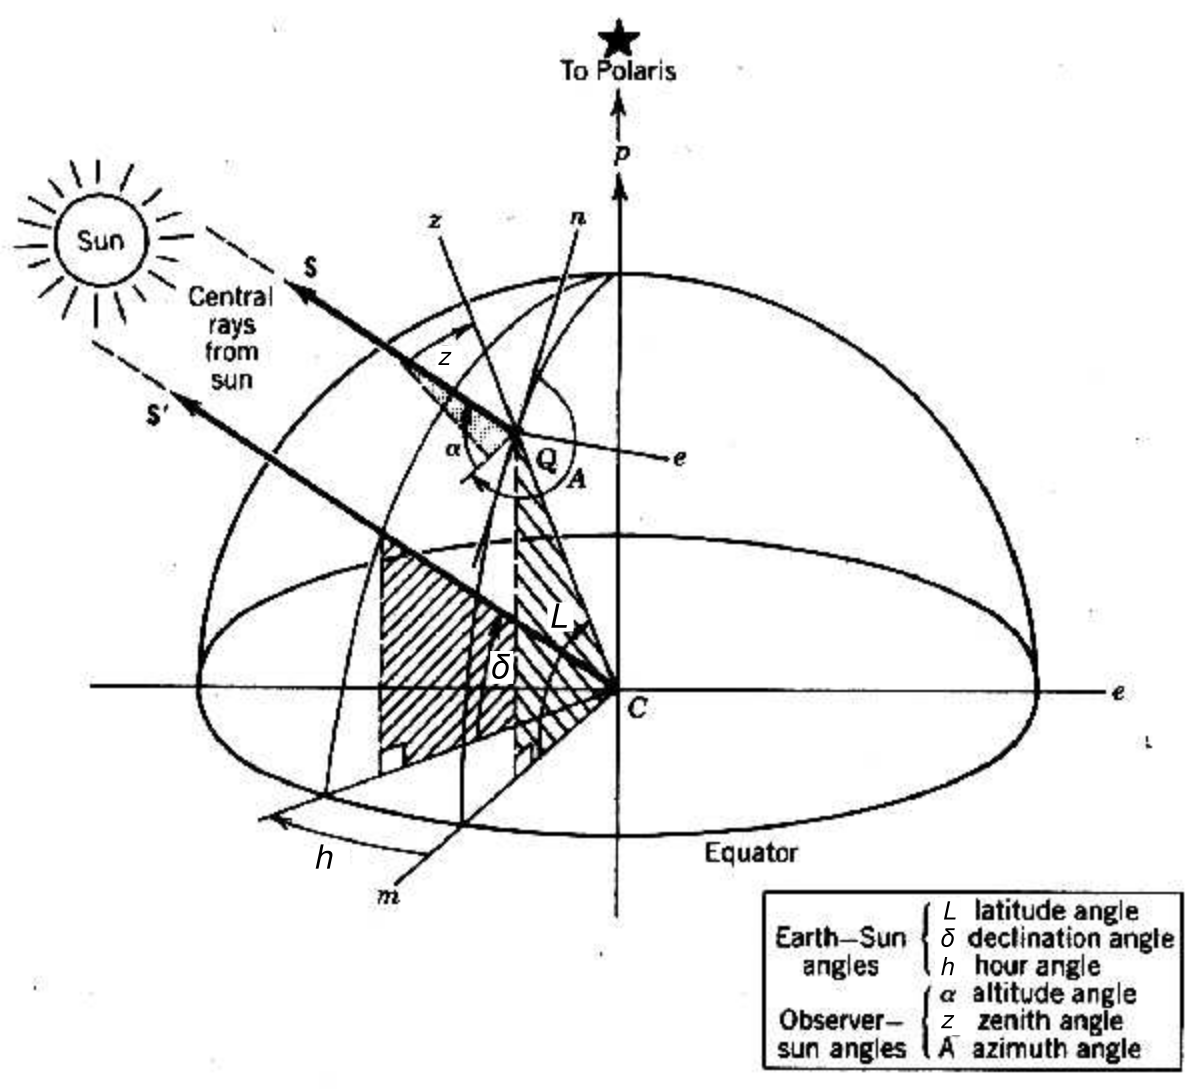 To Polaris
p
z
n
Sun
S
Central
rays
from
sun
z
S'
α
Q
e
A
L
δ
C
e
h
m
Equator
Earth—Sun
angles
L latitude angle
δ declination angle
h hour angle
Observer—
sun angles
α altitude angle
z zenith angle
A azimuth angle